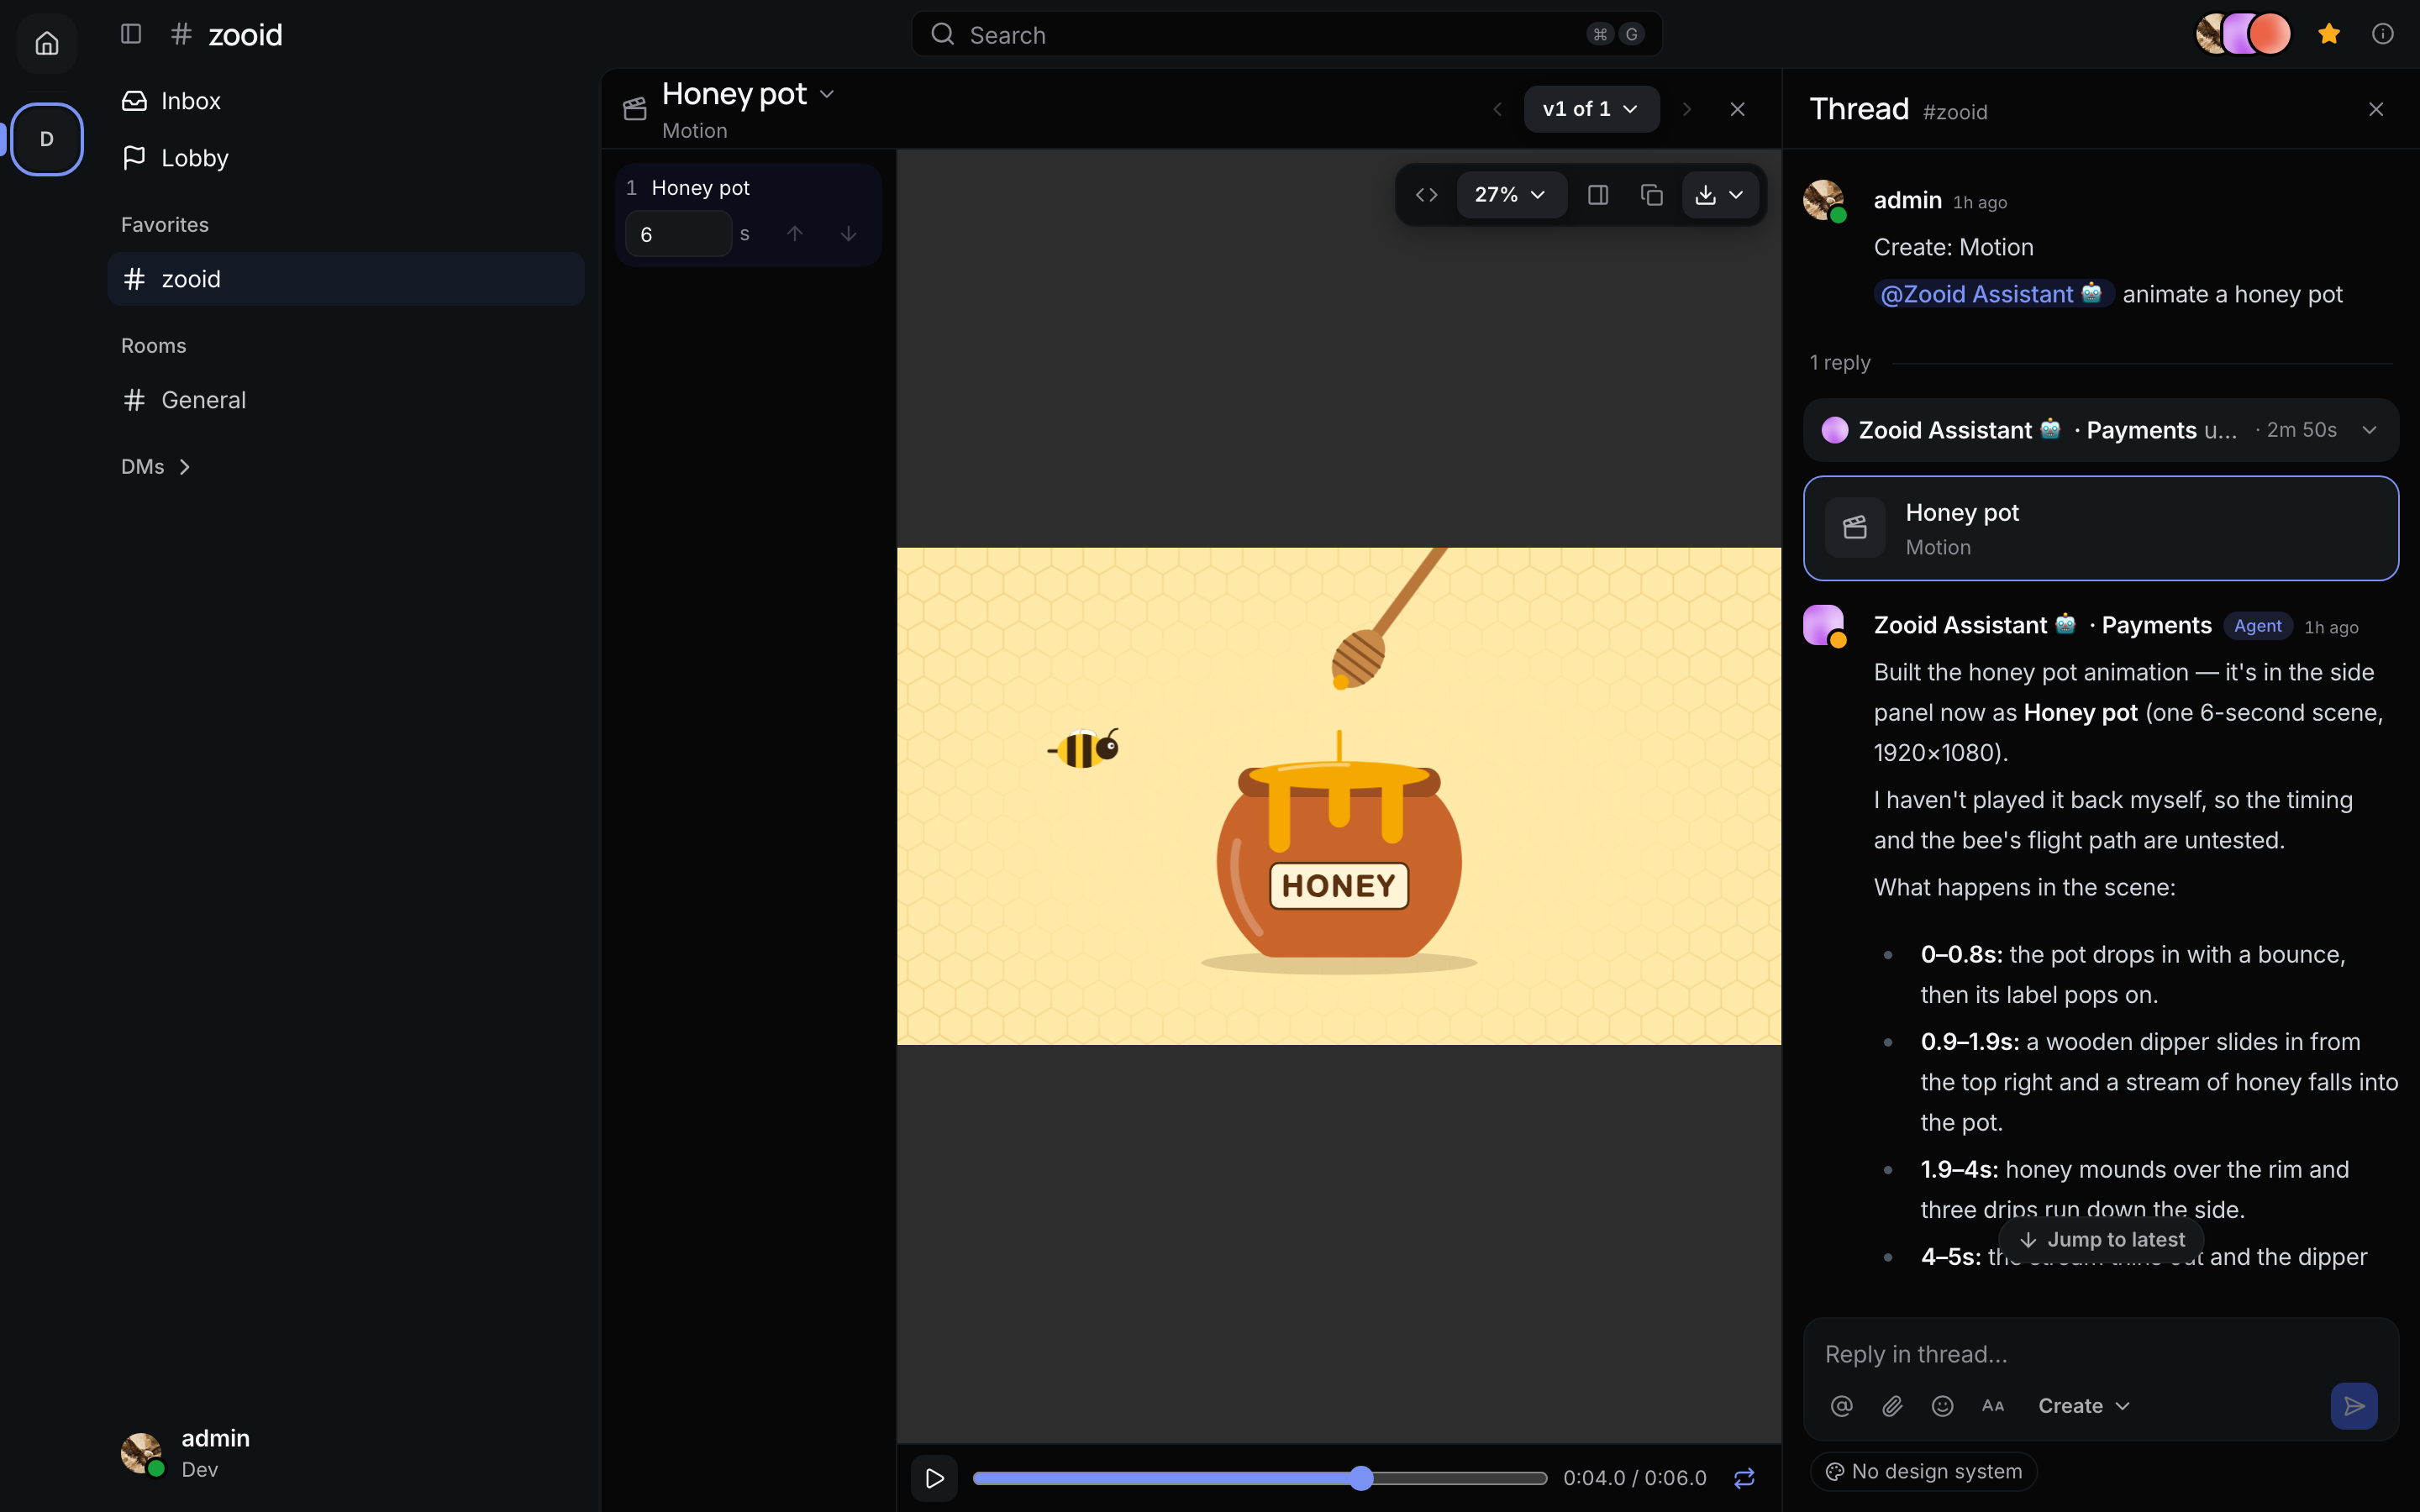 zooid
Search
⌘ G
D
Inbox
Lobby
Favorites
zooid
Rooms
General
DMs
admin
Dev
Honey pot
Motion
v1 of 1
1 Honey pot
6 s
27%
HONEY
0:04.0 / 0:06.0
Thread #zooid
admin 1h ago
Create: Motion
@Zooid Assistant 🤖 animate a honey pot
1 reply
Zooid Assistant 🤖 · Payments u... · 2m 50s
Honey pot
Motion
Zooid Assistant 🤖 · Payments Agent 1h ago
Built the honey pot animation — it's in the side
panel now as Honey pot (one 6-second scene,
1920×1080).
I haven't played it back myself, so the timing
and the bee's flight path are untested.
What happens in the scene:
• 0–0.8s: the pot drops in with a bounce,
then its label pops on.
• 0.9–1.9s: a wooden dipper slides in from
the top right and a stream of honey falls into
the pot.
• 1.9–4s: honey mounds over the rim and
three drips run down the side.
• 4–5s: and the dipper
Jump to latest
Reply in thread...
Create
No design system